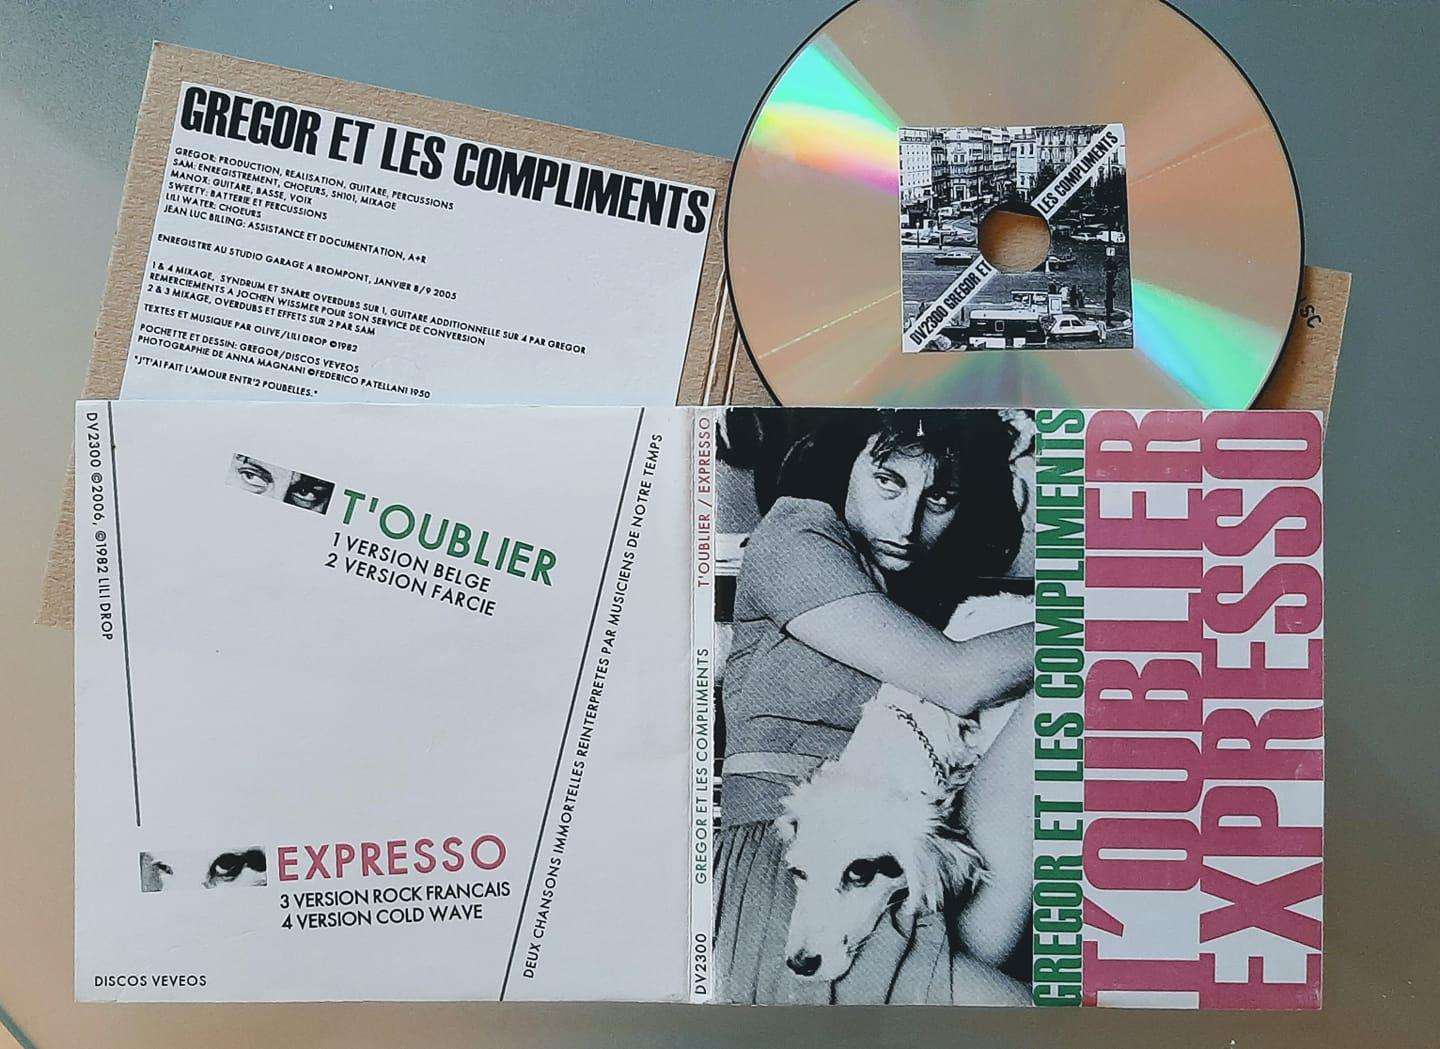 GREGOR ET LES COMPLIMENTS
GREGOR: PRODUCTION, REALISATION, GUITARE, PERCUSSIONS
SAM: ENREGISTREMENT, CHOEURS, SH101, MIXAGE
MANOX: GUITARE, BASSE, VOIX
SWEETY: BATTERIE ET PERCUSSIONS
LILI WATER: CHOEURS
JEAN LUC BILLING: ASSISTANCE ET DOCUMENTATION, A+R
ENREGISTRE AU STUDIO GARAGE A BROMPONT, JANVIER 8/9 2005
1 & 4 MIXAGE, SYNDRUM ET SNARE OVERDUBS SUR 1, GUITARE ADDITIONNELLE SUR 4 PAR GREGOR
REMERCIEMENTS A JOCHEN WISSMER POUR SON SERVICE DE CONVERSION
2 & 3 MIXAGE, OVERDUBS ET EFFETS SUR 2 PAR SAM
TEXTES ET MUSIQUE PAR OLIVE/LILI DROP ©1982
POCHETTE ET DESSIN: GREGOR/DISCOS VEVEOS
PHOTOGRAPHIE DE ANNA MAGNANI ©FEDERICO PATELLANI 1950
"J'T'AI FAIT L'AMOUR ENTR'2 POUBELLES."
DV2300 GREGOR ET LES COMPLIMENTS
DV2300 ©2006, ©1982 LILI DROP
T'OUBLIER
1 VERSION BELGE
2 VERSION FARCIE
EXPRESSO
3 VERSION ROCK FRANCAIS
4 VERSION COLD WAVE
DEUX CHANSONS IMMORTELLES REINTERPRETES PAR MUSICIENS DE NOTRE TEMPS
DISCOS VEVEOS
DV2300 GREGOR ET LES COMPLIMENTS T'OUBLIER / EXPRESSO
GREGOR ET LES COMPLIMENTS
T'OUBLIER
EXPRESSO